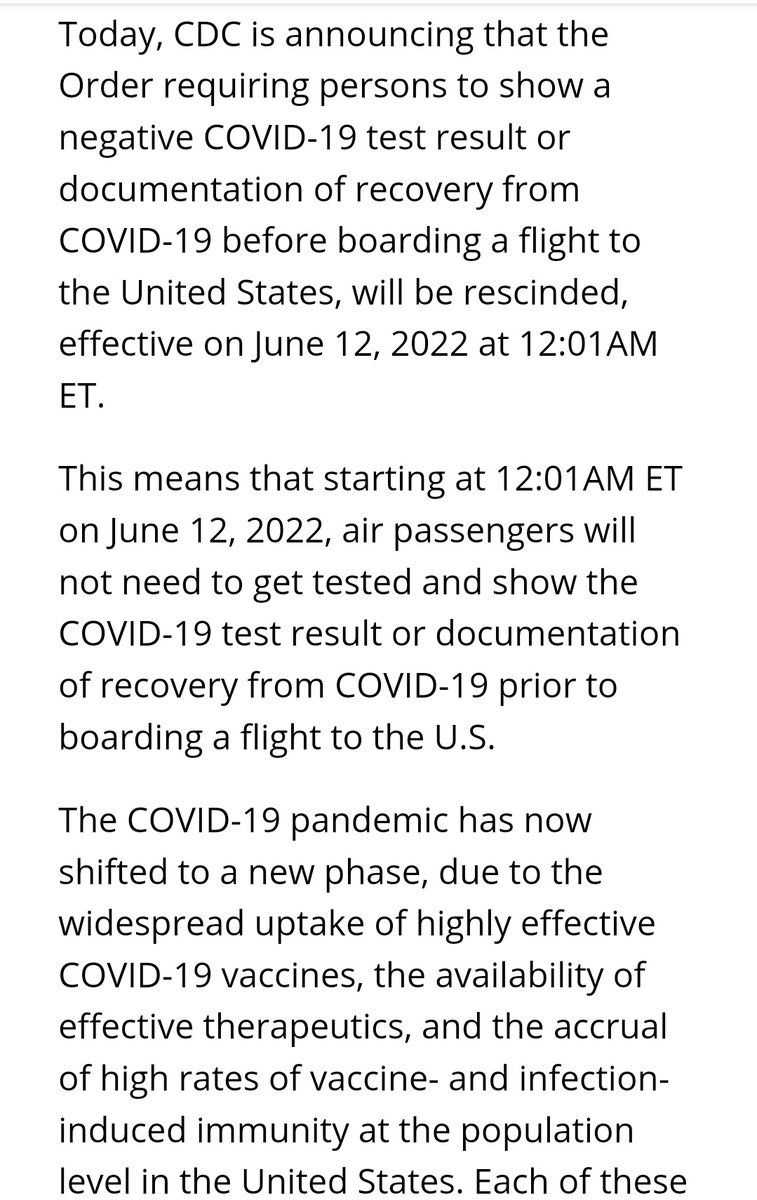 Today, CDC is announcing that the
Order requiring persons to show a
negative COVID-19 test result or
documentation of recovery from
COVID-19 before boarding a flight to
the United States, will be rescinded,
effective on June 12, 2022 at 12:01AM
ET.
This means that starting at 12:01AM ET
on June 12, 2022, air passengers will
not need to get tested and show the
COVID-19 test result or documentation
of recovery from COVID-19 prior to
boarding a flight to the U.S.
The COVID-19 pandemic has now
shifted to a new phase, due to the
widespread uptake of highly effective
COVID-19 vaccines, the availability of
effective therapeutics, and the accrual
of high rates of vaccine- and infection-
induced immunity at the population
level in the United States. Each of these